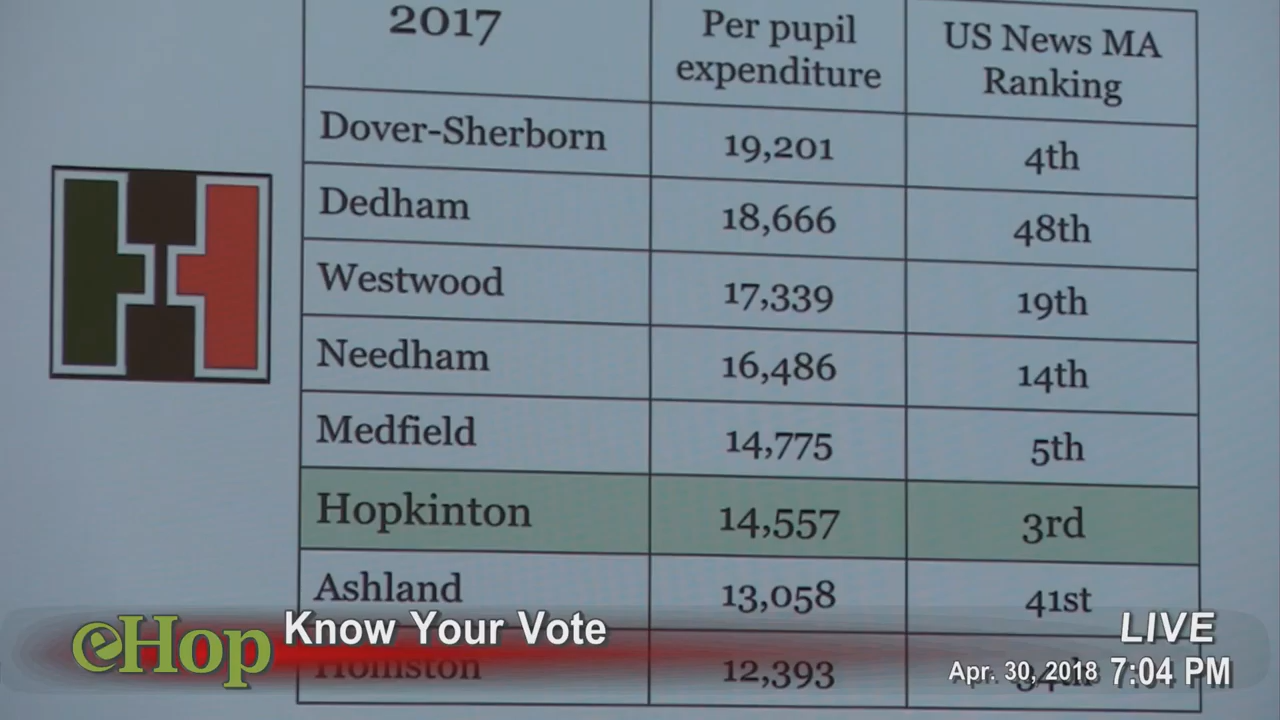 2017 Per pupil expenditure US News MA Ranking
Dover-Sherborn 19,201 4th
Dedham 18,666 48th
Westwood 17,339 19th
Needham 16,486 14th
Medfield 14,775 5th
Hopkinton 14,557 3rd
Ashland 13,058 41st
Holliston 12,393
eHop Know Your Vote LIVE
Apr. 30, 2018 7:04 PM